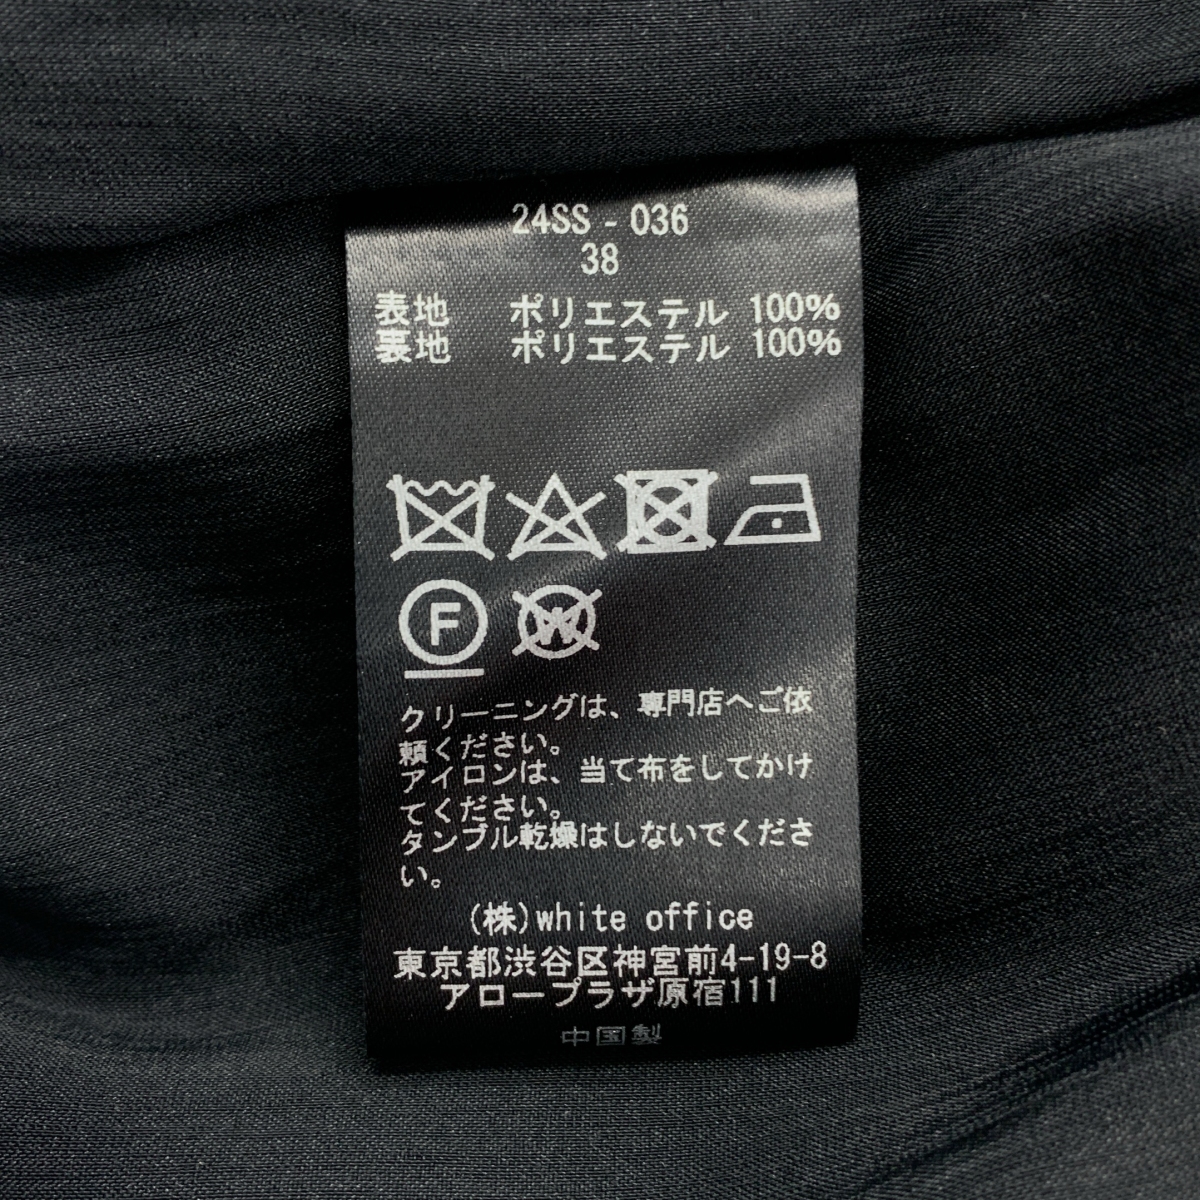 24SS - 036
38
表地 ポリエステル 100%
裏地 ポリエステル 100%
F
W
クリーニングは、専門店へご依
頼ください。
アイロンは、当て布をしてかけ
てください。
タンブル乾燥はしないでくださ
い。
(株)white office
東京都渋谷区神宮前4-19-8
アロープラザ原宿111
中国製